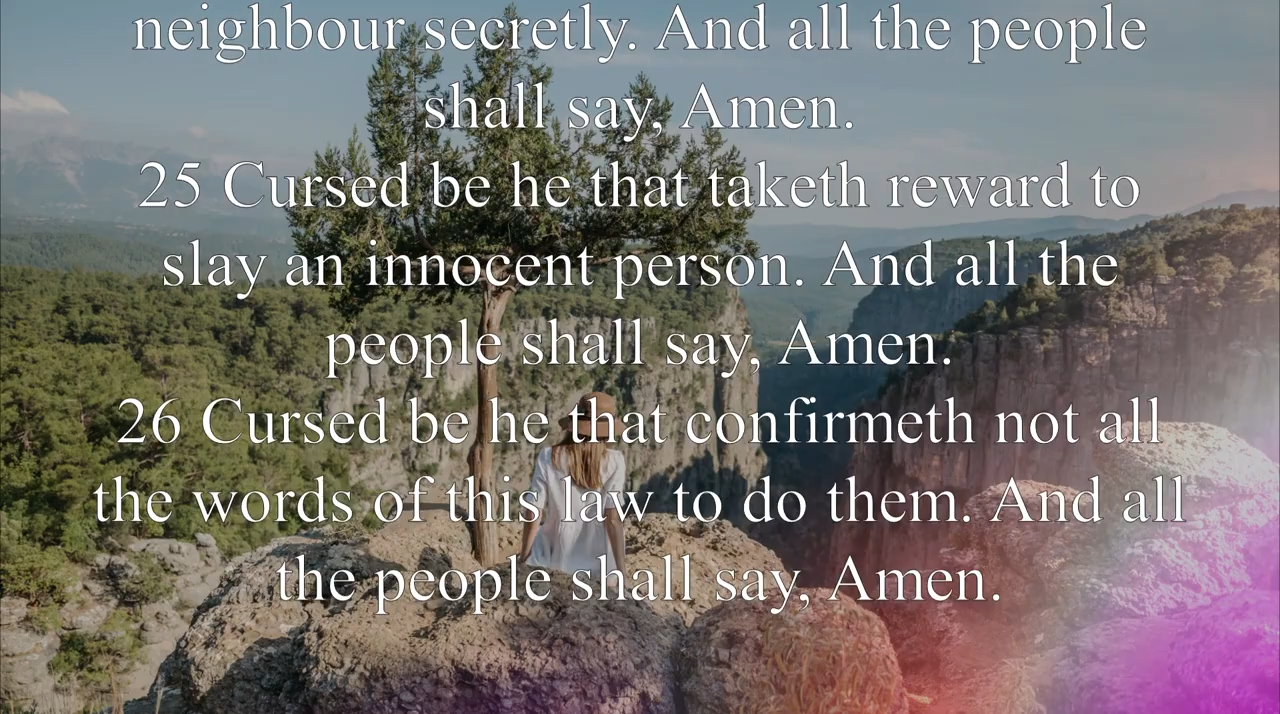 neighbour secretly. And all the people
shall say, Amen.
25 Cursed be he that taketh reward to
slay an innocent person. And all the
people shall say, Amen.
26 Cursed be he that confirmeth not all
the words of this law to do them. And all
the people shall say, Amen.